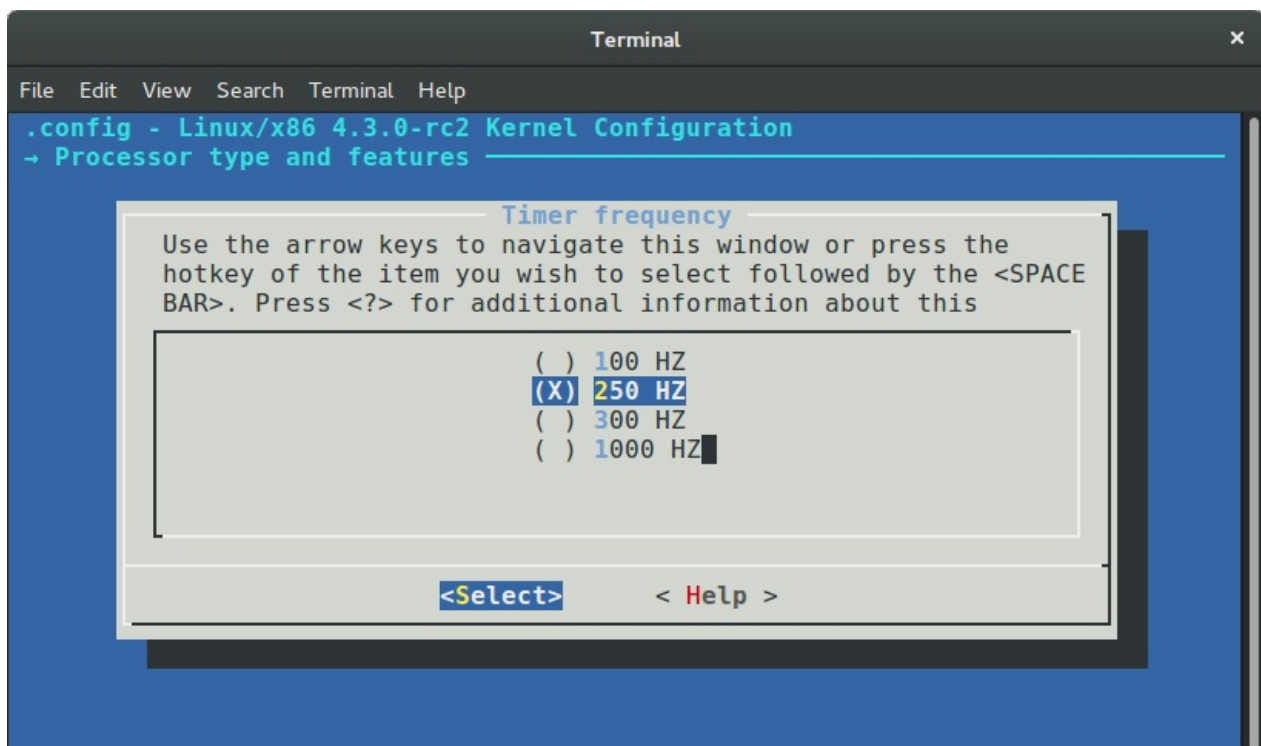 Terminal ×
File Edit View Search Terminal Help
.config - Linux/x86 4.3.0-rc2 Kernel Configuration
→ Processor type and features
Timer frequency
Use the arrow keys to navigate this window or press the
hotkey of the item you wish to select followed by the <SPACE
BAR>. Press <?> for additional information about this
( ) 100 HZ
(X) 250 HZ
( ) 300 HZ
( ) 1000 HZ
<Select> < Help >